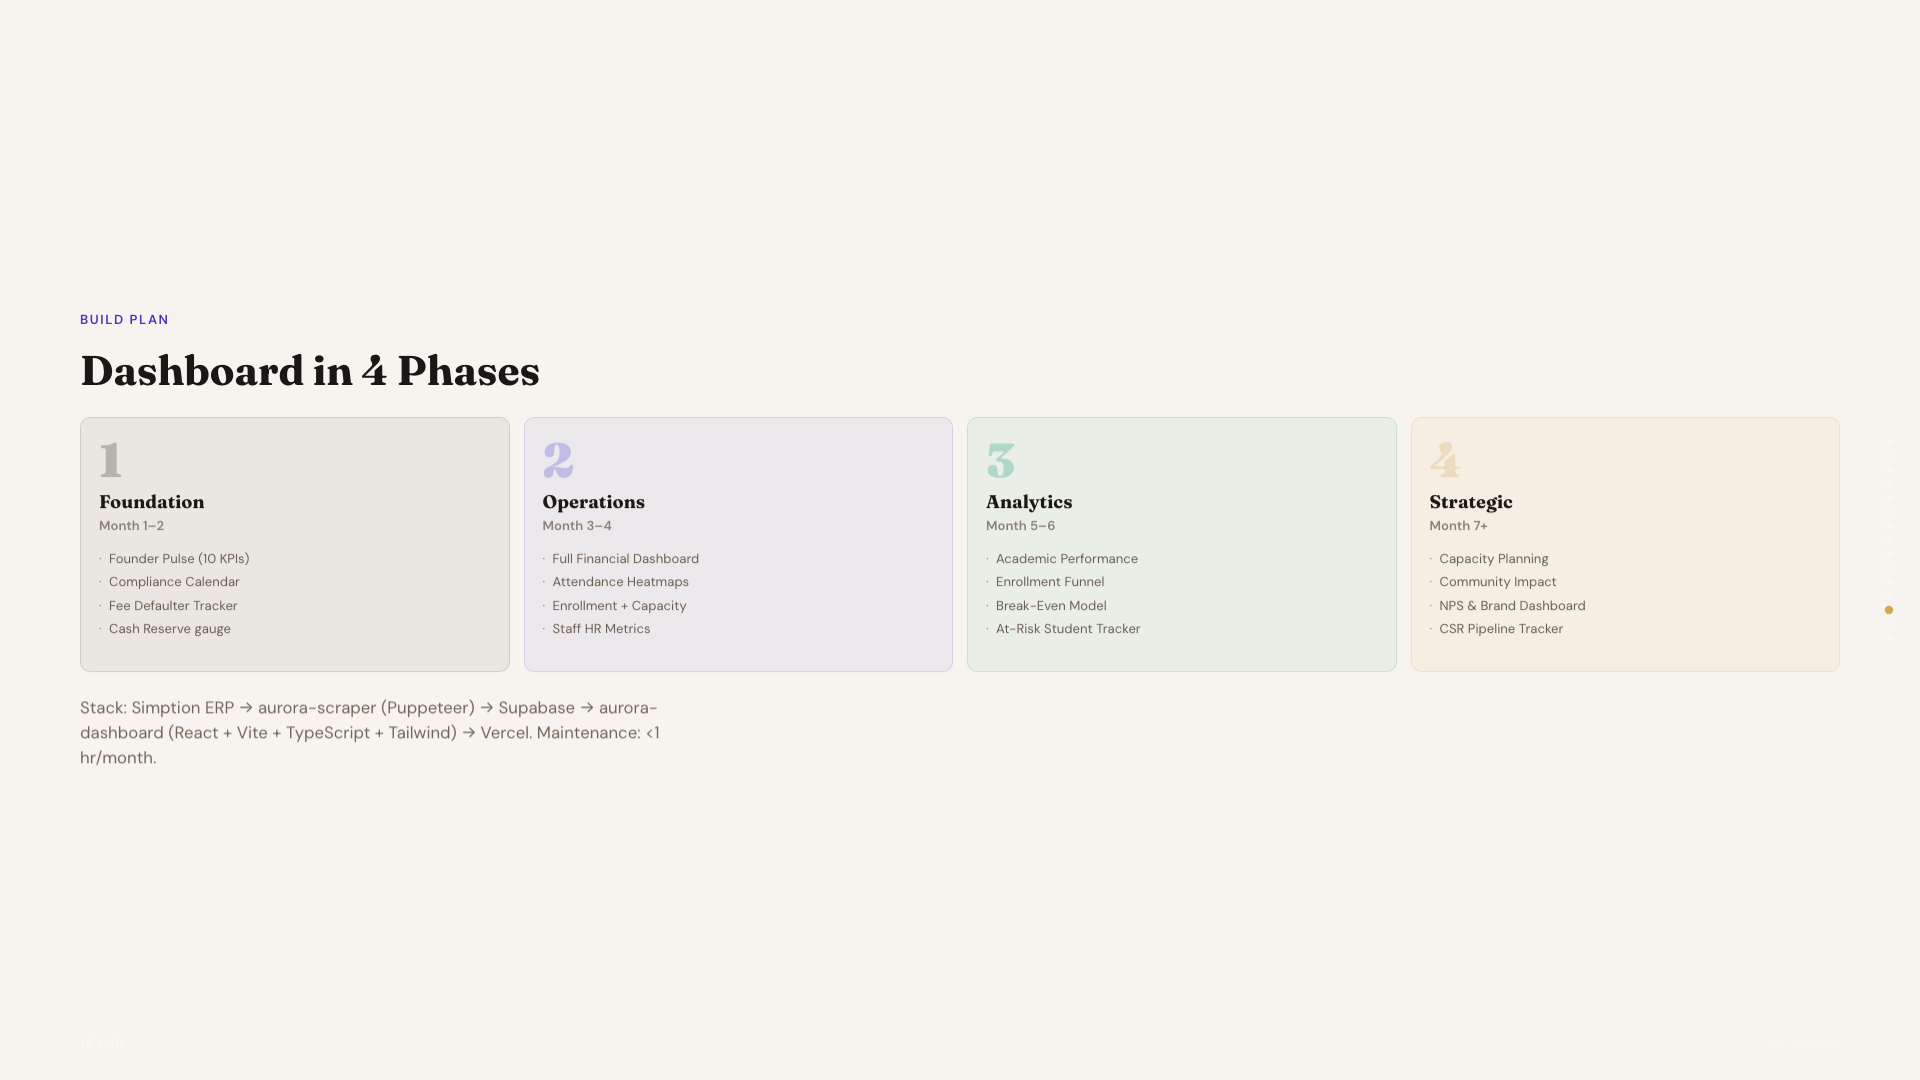 BUILD PLAN
Dashboard in 4 Phases
1
Foundation
Month 1–2
· Founder Pulse (10 KPIs)
· Compliance Calendar
· Fee Defaulter Tracker
· Cash Reserve gauge
2
Operations
Month 3–4
· Full Financial Dashboard
· Attendance Heatmaps
· Enrollment + Capacity
· Staff HR Metrics
3
Analytics
Month 5–6
· Academic Performance
· Enrollment Funnel
· Break-Even Model
· At-Risk Student Tracker
4
Strategic
Month 7+
· Capacity Planning
· Community Impact
· NPS & Brand Dashboard
· CSR Pipeline Tracker
Stack: Simption ERP → aurora-scraper (Puppeteer) → Supabase → aurora-
dashboard (React + Vite + TypeScript + Tailwind) → Vercel. Maintenance: <1
hr/month.